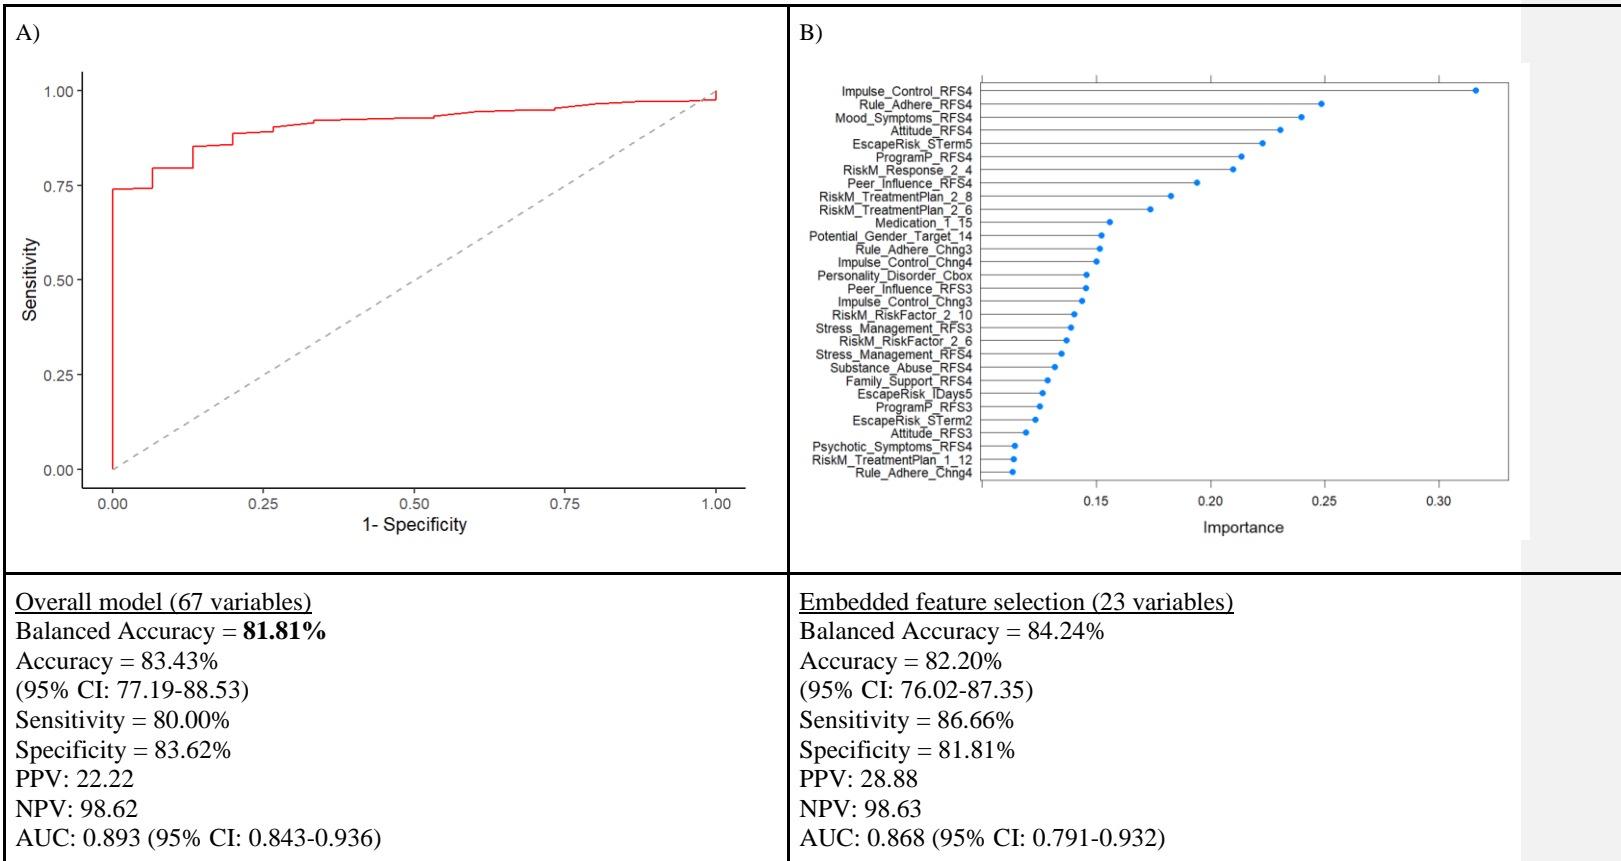 A)
1.00
0.75
0.50
0.25
0.00
Sensitivity
0.00 0.25 0.50 0.75 1.00
1- Specificity
B)
Impulse_Control_RFS4
Rule_Adhere_RFS4
Mood_Symptoms_RFS4
Attitude_RFS4
EscapeRisk_STerm5
ProgramP_RFS4
RiskM_Response_2_4
Peer_Influence_RFS4
RiskM_TreatmentPlan_2_8
RiskM_TreatmentPlan_2_6
Medication_1_15
Potential_Gender_Target_14
Rule_Adhere_Chng3
Impulse_Control_Chng4
Personality_Disorder_Cbox
Peer_Influence_RFS3
Impulse_Control_Chng3
RiskM_RiskFactor_2_10
Stress_Management_RFS3
RiskM_RiskFactor_2_6
Stress_Management_RFS4
Substance_Abuse_RFS4
Family_Support_RFS4
EscapeRisk_IDays5
ProgramP_RFS3
EscapeRisk_STerm2
Attitude_RFS3
Psychotic_Symptoms_RFS4
RiskM_TreatmentPlan_1_12
Rule_Adhere_Chng4
0.15 0.20 0.25 0.30
Importance
Overall model (67 variables)
Balanced Accuracy = 81.81%
Accuracy = 83.43%
(95% CI: 77.19-88.53)
Sensitivity = 80.00%
Specificity = 83.62%
PPV: 22.22
NPV: 98.62
AUC: 0.893 (95% CI: 0.843-0.936)
Embedded feature selection (23 variables)
Balanced Accuracy = 84.24%
Accuracy = 82.20%
(95% CI: 76.02-87.35)
Sensitivity = 86.66%
Specificity = 81.81%
PPV: 28.88
NPV: 98.63
AUC: 0.868 (95% CI: 0.791-0.932)